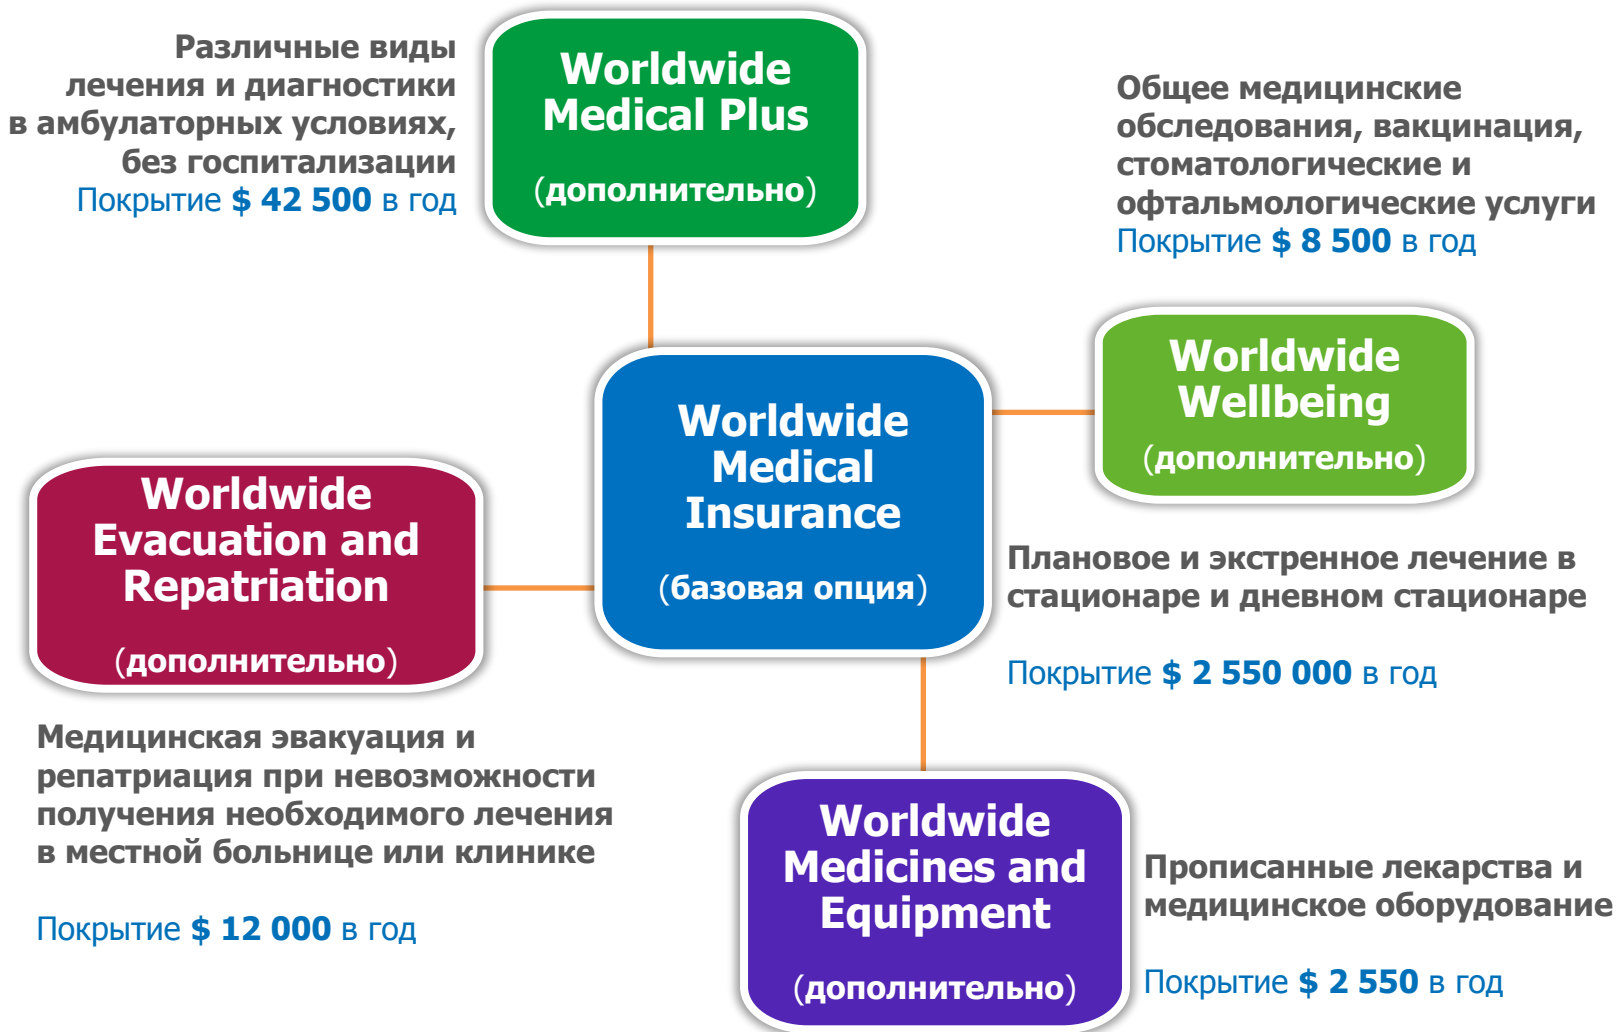 Различные виды
лечения и диагностики
в амбулаторных условиях,
без госпитализации
Покрытие $ 42 500 в год
Worldwide
Medical Plus
(дополнительно)
Общее медицинские
обследования, вакцинация,
стоматологические и
офтальмологические услуги
Покрытие $ 8 500 в год
Worldwide
Wellbeing
(дополнительно)
Worldwide
Medical
Insurance
(базовая опция)
Плановое и экстренное лечение в
стационаре и дневном стационаре
Покрытие $ 2 550 000 в год
Worldwide
Evacuation and
Repatriation
(дополнительно)
Медицинская эвакуация и
репатриация при невозможности
получения необходимого лечения
в местной больнице или клинике
Покрытие $ 12 000 в год
Worldwide
Medicines and
Equipment
(дополнительно)
Прописанные лекарства и
медицинское оборудование
Покрытие $ 2 550 в год